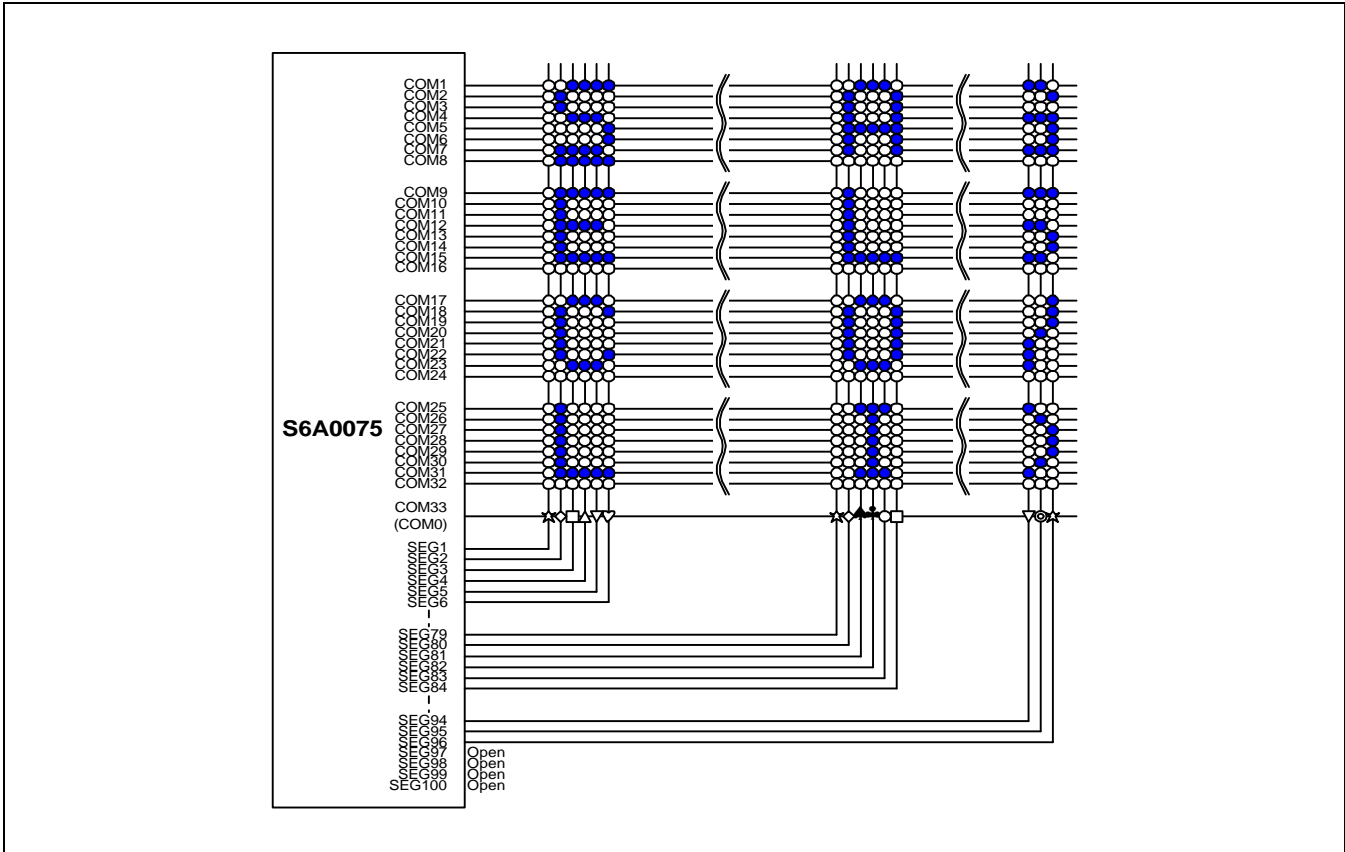 COM1
COM2
COM3
COM4
COM5
COM6
COM7
COM8
COM9
COM10
COM11
COM12
COM13
COM14
COM15
COM16
COM17
COM18
COM19
COM20
COM21
COM22
COM23
COM24
COM25
COM26
S6A0075
COM27
COM28
COM29
COM30
COM31
COM32
COM33
(COM0)
SEG1
SEG2
SEG3
SEG4
SEG5
SEG6
SEG79
SEG80
SEG81
SEG82
SEG83
SEG84
SEG94
SEG95
SEG96
SEG97 Open
SEG98 Open
SEG99 Open
SEG100 Open